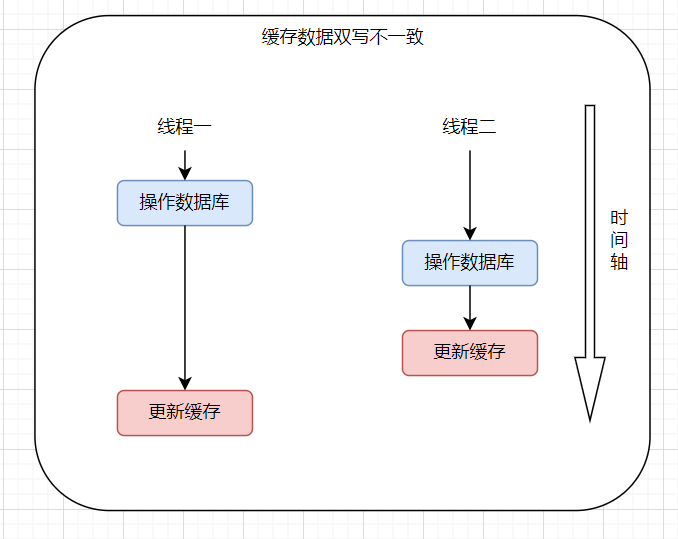 缓存数据双写不一致
线程一
线程二
操作数据库
操作数据库
更新缓存
更新缓存
时
间
轴